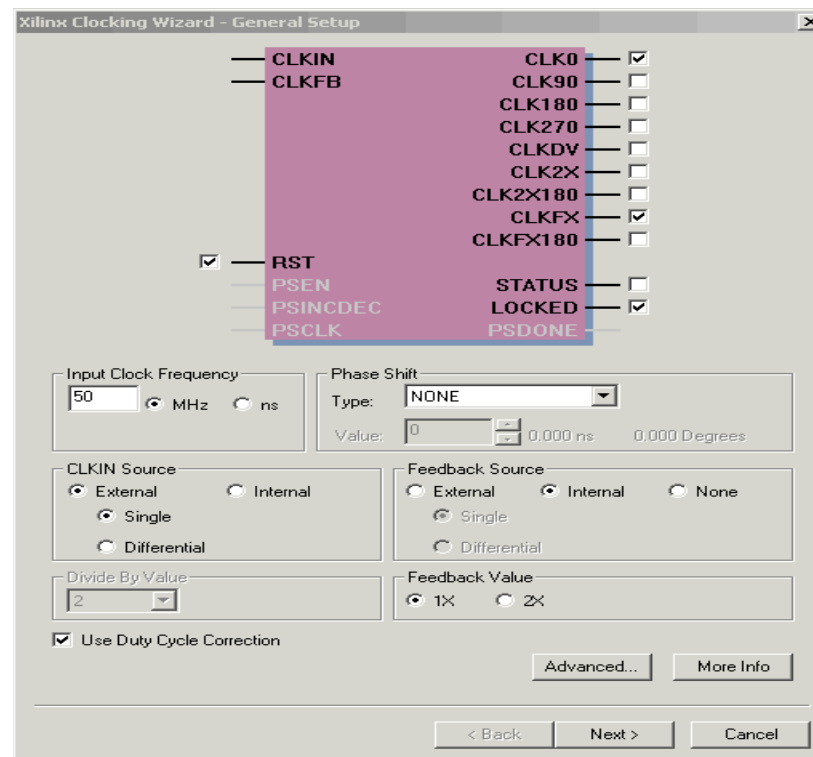 Xilinx Clocking Wizard - General Setup
CLKIN CLK0
CLKFB CLK90
CLK180
CLK270
CLKDV
CLK2X
CLK2X180
CLKFX
CLKFX180
RST
PSEN STATUS
PSINCDEC LOCKED
PSCLK PSDONE
Input Clock Frequency Phase Shift
50 MHz ns Type: NONE
Value: 0 0.000 ns 0.000 Degrees
CLKIN Source Feedback Source
External Internal External Internal None
Single Single
Differential Differential
Divide By Value Feedback Value
2 1X 2X
Use Duty Cycle Correction
Advanced... More Info
< Back Next > Cancel